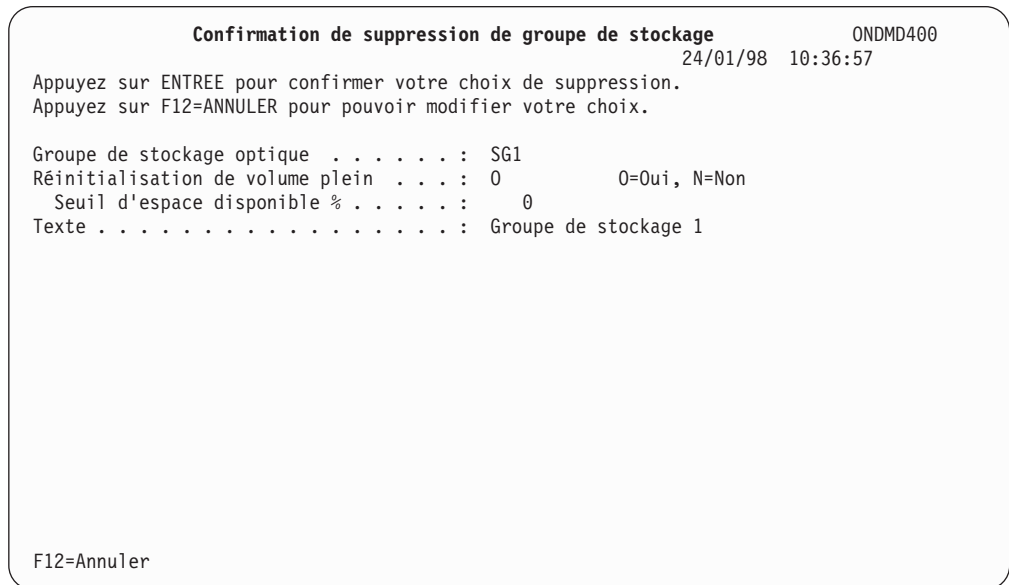 Confirmation de suppression de groupe de stockage ONDMD400
24/01/98 10:36:57
Appuyez sur ENTREE pour confirmer votre choix de suppression.
Appuyez sur F12=ANNULER pour pouvoir modifier votre choix.
Groupe de stockage optique . . . . . . : SG1
Réinitialisation de volume plein . . . : O O=Oui, N=Non
Seuil d'espace disponible % . . . . . : 0
Texte . . . . . . . . . . . . . . . . . : Groupe de stockage 1
F12=Annuler